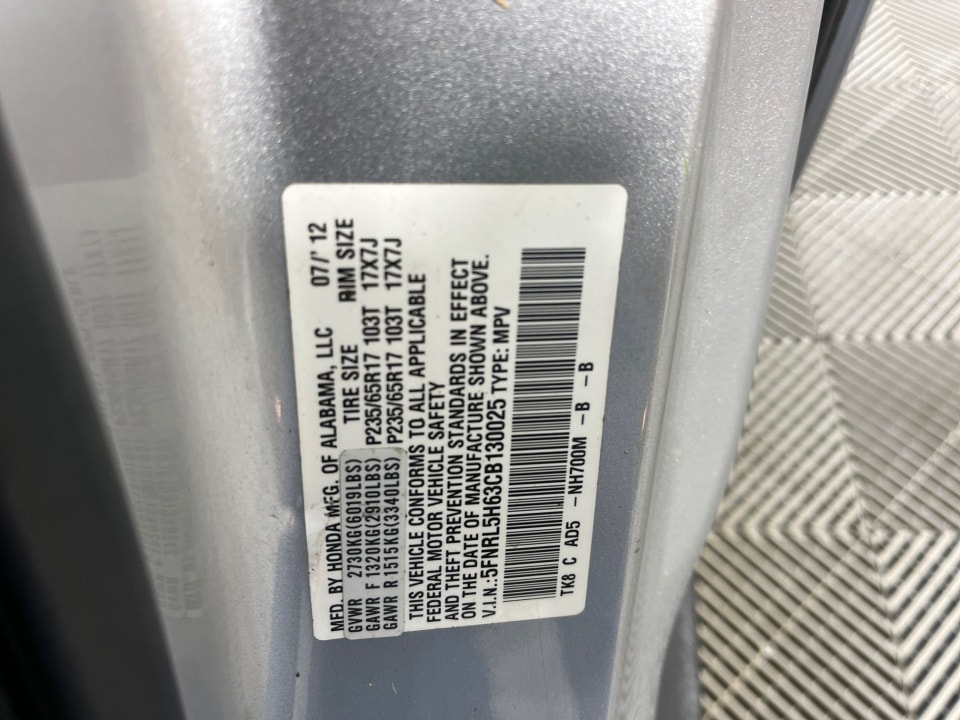 MFD. BY HONDA MFG. OF ALABAMA, LLC 07/'12
GVWR 2730KG(6019LBS) TIRE SIZE RIM SIZE
GAWR F 1320KG(2910LBS) P235/65R17 103T 17X7J
GAWR R 1515KG(3340LBS) P235/65R17 103T 17X7J
THIS VEHICLE CONFORMS TO ALL APPLICABLE
FEDERAL MOTOR VEHICLE SAFETY
AND THEFT PREVENTION STANDARDS IN EFFECT
ON THE DATE OF MANUFACTURE SHOWN ABOVE.
V.I.N.:5FNRL5H63CB130025 TYPE: MPV
TK8 C AD5 -NH700M -B -B